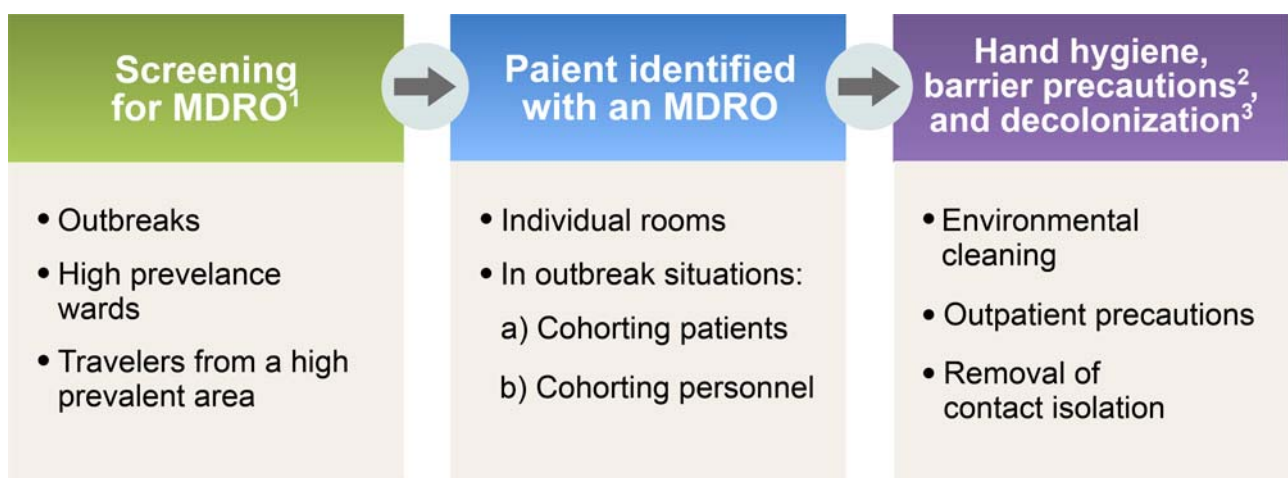 Screening
for MDRO¹
• Outbreaks
• High prevelance
wards
• Travelers from a high
prevalent area
Paient identified
with an MDRO
• Individual rooms
• In outbreak situations:
a) Cohorting patients
b) Cohorting personnel
Hand hygiene,
barrier precautions²,
and decolonization³
• Environmental
cleaning
• Outpatient precautions
• Removal of
contact isolation